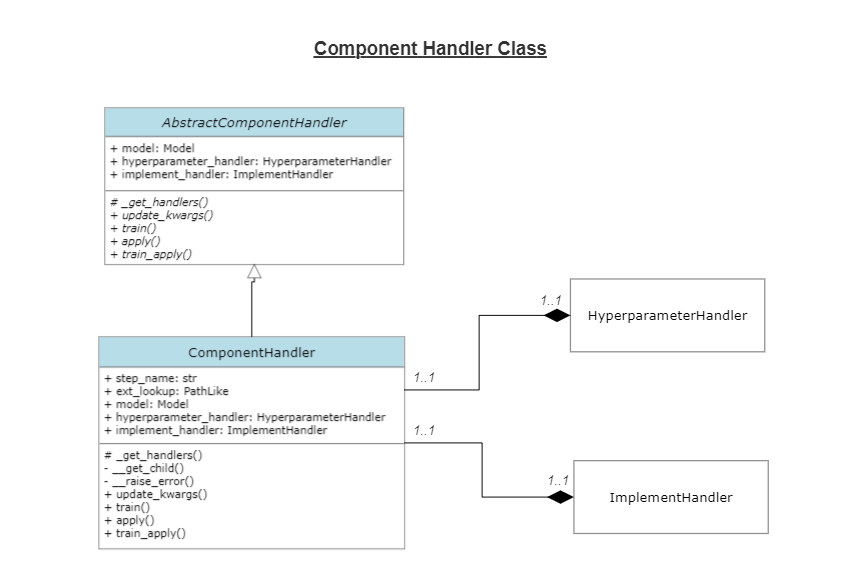 Component Handler Class
AbstractComponentHandler
+ model: Model
+ hyperparameter_handler: HyperparameterHandler
+ implement_handler: ImplementHandler
# _get_handlers()
+ update_kwargs()
+ train()
+ apply()
+ train_apply()
1..1
HyperparameterHandler
ComponentHandler
1..1
+ step_name: str
+ ext_lookup: PathLike
+ model: Model
+ hyperparameter_handler: HyperparameterHandler
+ implement_handler: ImplementHandler
1..1
# _get_handlers()
- __get_child()
- __raise_error()
+ update_kwargs()
+ train()
+ apply()
+ train_apply()
1..1
ImplementHandler